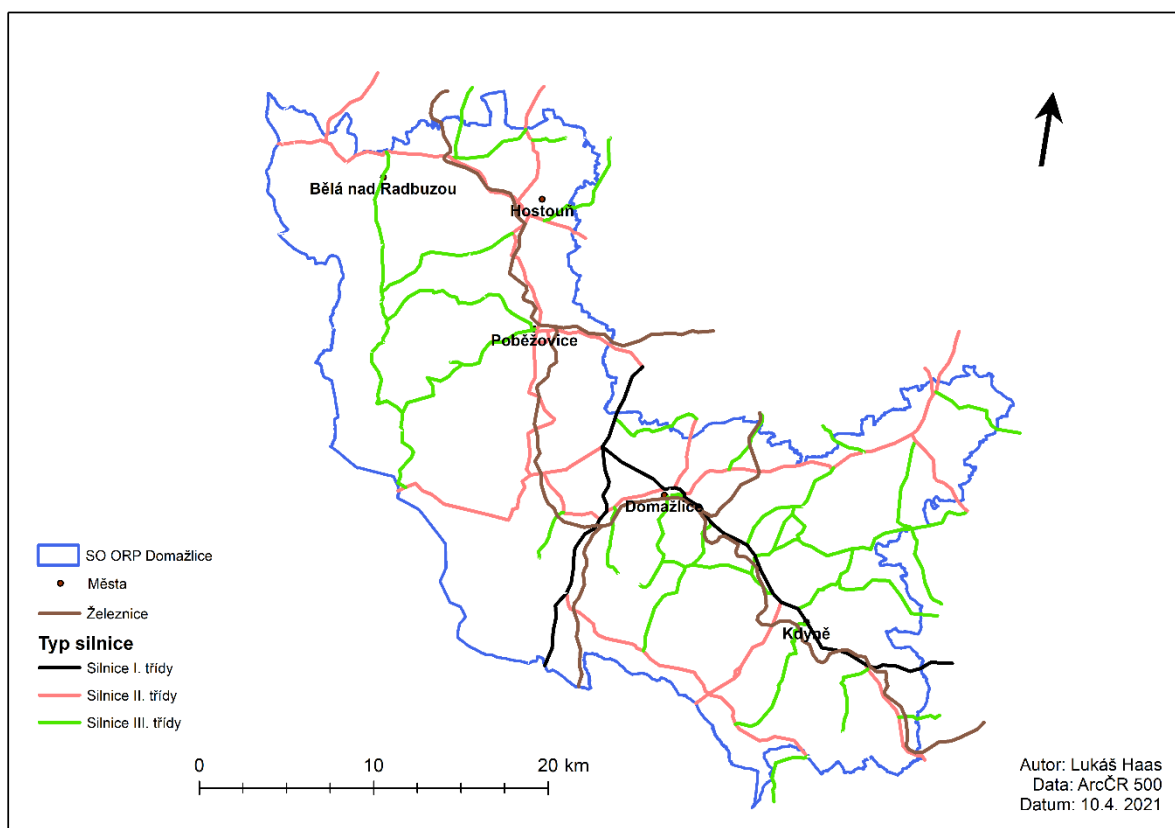 Bělá nad Radbuzou
Hostouň
Poběžovice
Domažlice
Kdyně
SO ORP Domažlice
Města
Železnice
Typ silnice
Silnice I. třídy
Silnice II. třídy
Silnice III. třídy
0 10 20 km
Autor: Lukáš Haas
Data: ArcČR 500
Datum: 10.4. 2021